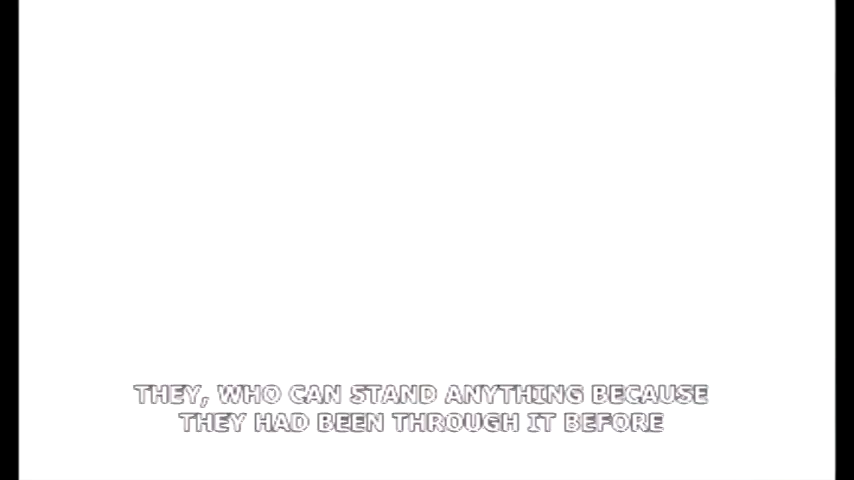 THEY, WHO CAN STAND ANYTHING BECAUSE
THEY HAD BEEN THROUGH IT BEFORE